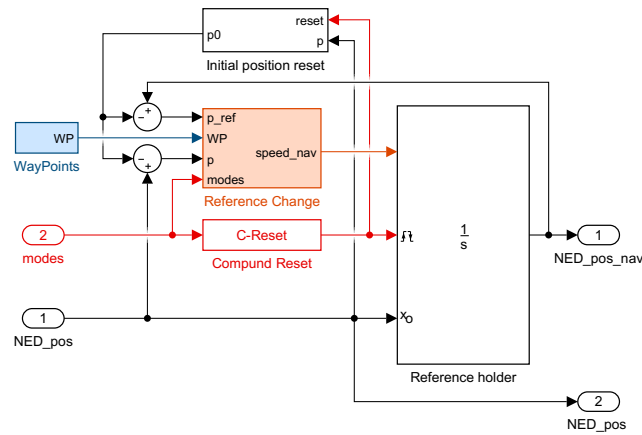 reset
p0
p
Initial position reset
− +
p_ref
WP
WP
speed_nav
− +
p
WayPoints
modes
Reference Change
2
C-Reset
1
s
1
modes
Compund Reset
NED_pos_nav
1
xo
NED_pos
Reference holder
2
NED_pos